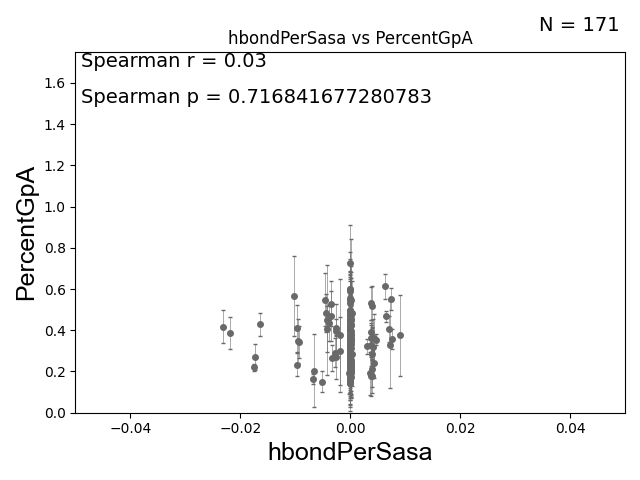 N = 171
hbondPerSasa vs PercentGpA
Spearman r = 0.03
Spearman p = 0.716841677280783
PercentGpA
1.6
1.4
1.2
1.0
0.8
0.6
0.4
0.2
0.0
−0.04 −0.02 0.00 0.02 0.04
hbondPerSasa